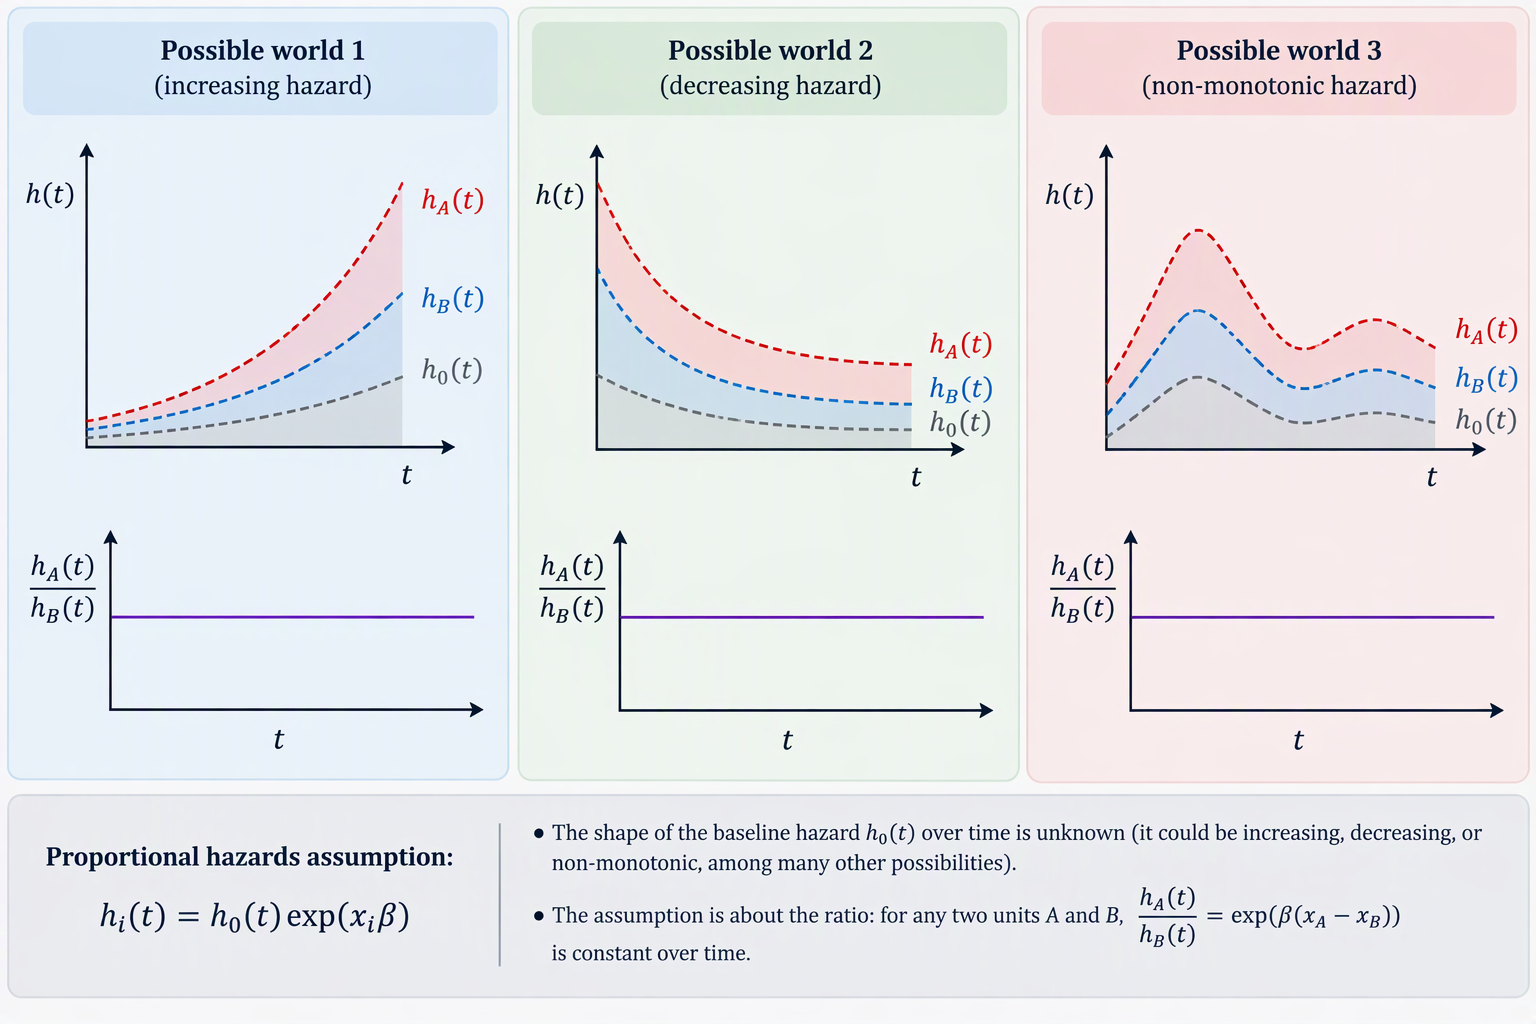 Possible world 1
(increasing hazard)
h(t)
h_A(t)
h_B(t)
h_0(t)
t
h_A(t)
h_B(t)
t
Possible world 2
(decreasing hazard)
h(t)
h_A(t)
h_B(t)
h_0(t)
t
h_A(t)
h_B(t)
t
Possible world 3
(non-monotonic hazard)
h(t)
h_A(t)
h_B(t)
h_0(t)
t
h_A(t)
h_B(t)
t
Proportional hazards assumption:
h_i(t) = h_0(t) exp(x_iβ)
● The shape of the baseline hazard h_0(t) over time is unknown (it could be increasing, decreasing, or
non-monotonic, among many other possibilities).
● The assumption is about the ratio: for any two units A and B, h_A(t)/h_B(t) = exp(β(x_A − x_B))
is constant over time.